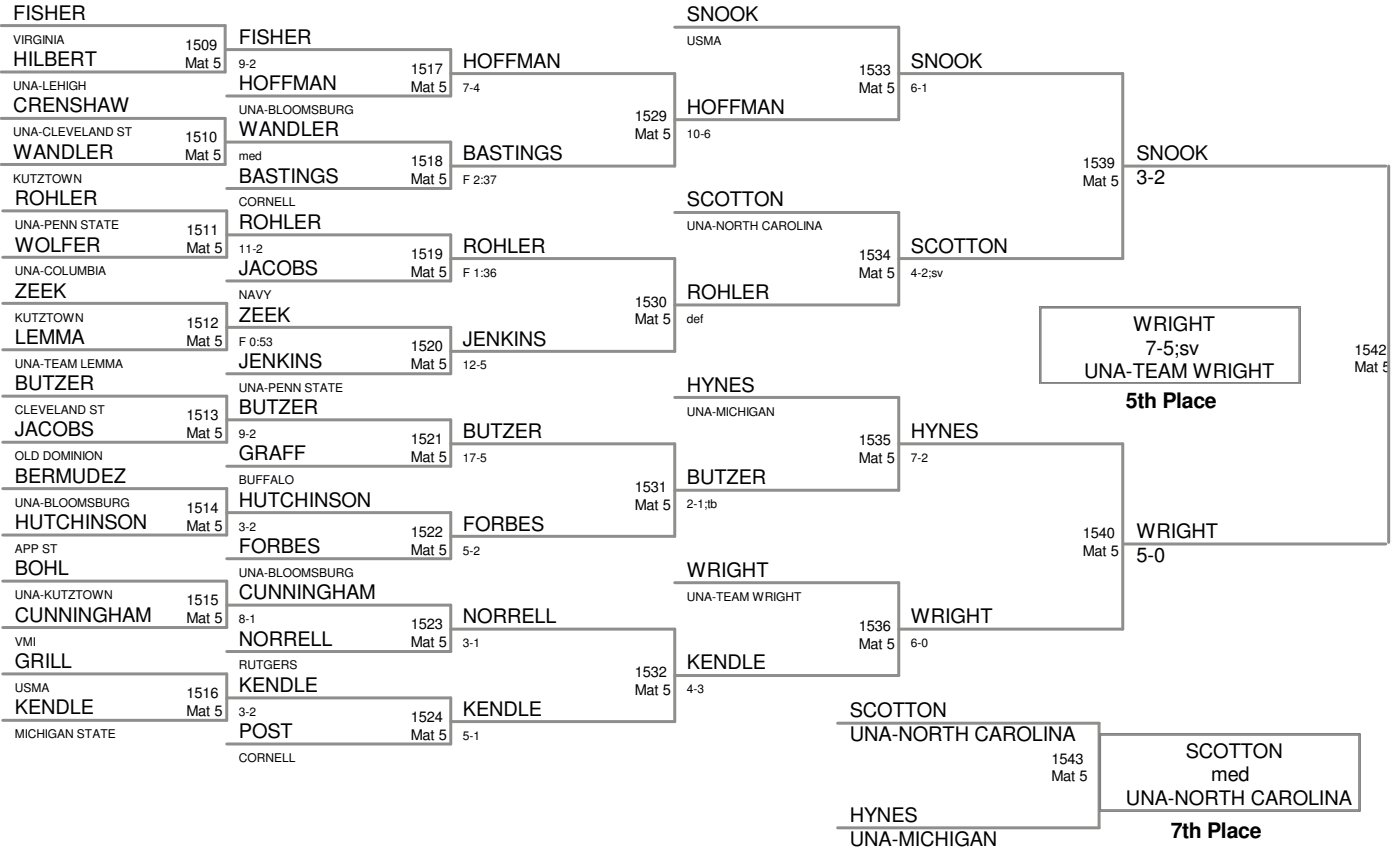 FISHER
VIRGINIA
HILBERT
1509
Mat 5
UNA-LEHIGH
CRENSHAW
UNA-CLEVELAND ST
WANDLER
1510
Mat 5
KUTZTOWN
ROHLER
UNA-PENN STATE
WOLFER
1511
Mat 5
UNA-COLUMBIA
ZEEK
KUTZTOWN
LEMMA
1512
Mat 5
UNA-TEAM LEMMA
BUTZER
CLEVELAND ST
JACOBS
1513
Mat 5
OLD DOMINION
BERMUDEZ
UNA-BLOOMSBURG
HUTCHINSON
1514
Mat 5
APP ST
BOHL
UNA-KUTZTOWN
CUNNINGHAM
1515
Mat 5
VMI
GRILL
USMA
KENDLE
1516
Mat 5
MICHIGAN STATE
FISHER
9-2
HOFFMAN
1517
Mat 5
UNA-BLOOMSBURG
WANDLER
med
BASTINGS
1518
Mat 5
CORNELL
ROHLER
11-2
JACOBS
1519
Mat 5
NAVY
ZEEK
F 0:53
JENKINS
1520
Mat 5
UNA-PENN STATE
BUTZER
9-2
GRAFF
1521
Mat 5
BUFFALO
HUTCHINSON
3-2
FORBES
1522
Mat 5
UNA-BLOOMSBURG
CUNNINGHAM
8-1
NORRELL
1523
Mat 5
RUTGERS
KENDLE
3-2
POST
1524
Mat 5
CORNELL
HOFFMAN
7-4
1529
Mat 5
BASTINGS
F 2:37
ROHLER
F 1:36
1530
Mat 5
JENKINS
12-5
BUTZER
17-5
1531
Mat 5
FORBES
5-2
NORRELL
3-1
1532
Mat 5
KENDLE
5-1
SNOOK
USMA
1533
Mat 5
HOFFMAN
10-6
SCOTTON
UNA-NORTH CAROLINA
1534
Mat 5
ROHLER
def
HYNES
UNA-MICHIGAN
1535
Mat 5
BUTZER
2-1;tb
WRIGHT
UNA-TEAM WRIGHT
1536
Mat 5
KENDLE
4-3
SNOOK
6-1
1539
Mat 5
SCOTTON
4-2;sv
HYNES
7-2
1540
Mat 5
WRIGHT
6-0
SNOOK
3-2
1542
Mat 5
WRIGHT
5-0
WRIGHT
7-5;sv
UNA-TEAM WRIGHT
5th Place
SCOTTON
UNA-NORTH CAROLINA
1543
Mat 5
HYNES
UNA-MICHIGAN
SCOTTON
med
UNA-NORTH CAROLINA
7th Place